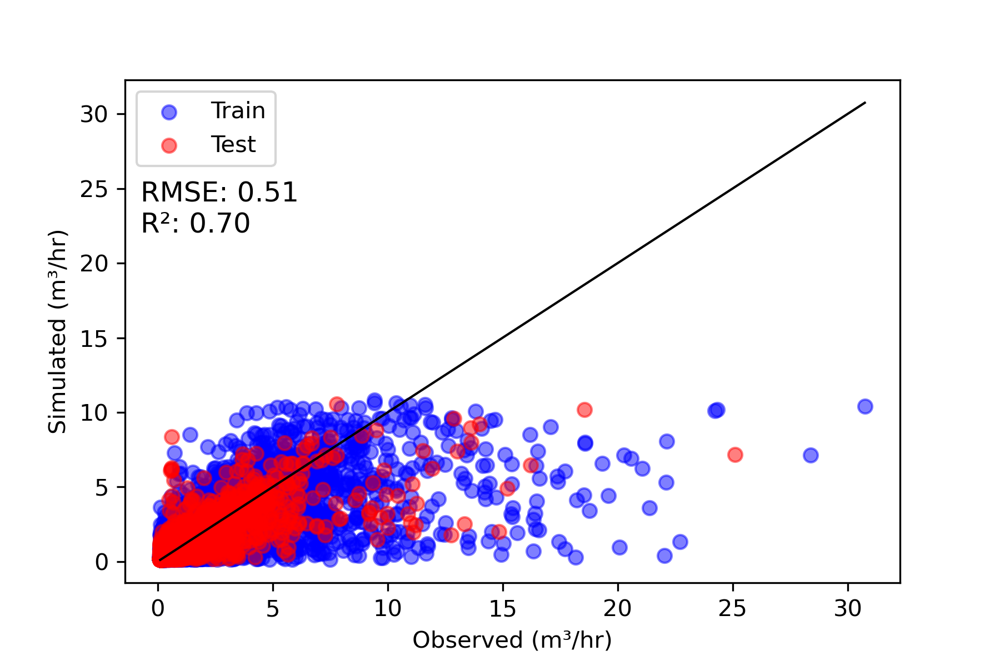 Train
Test
RMSE: 0.51
R²: 0.70
30
25
20
15
10
5
0
Simulated (m³/hr)
0 5 10 15 20 25 30
Observed (m³/hr)